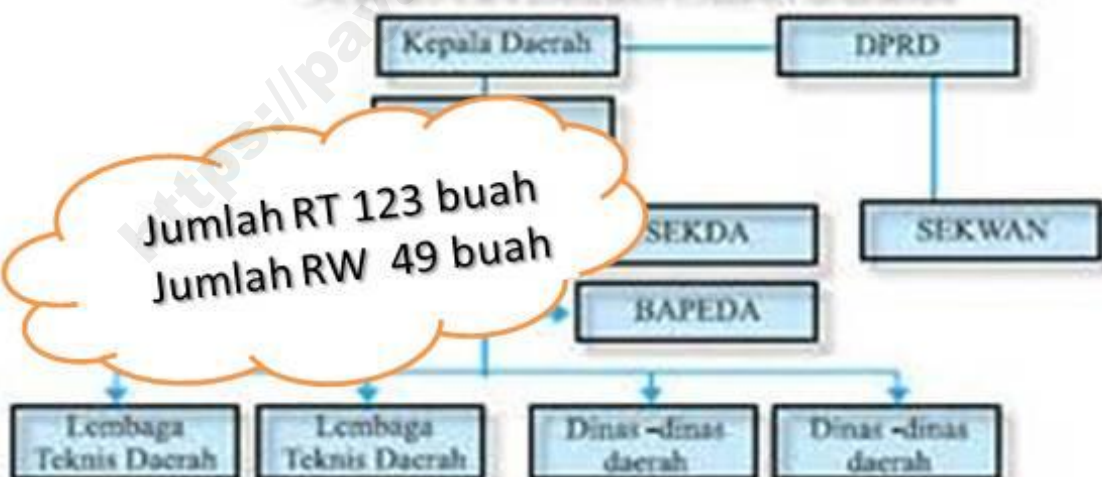 Kepala Daerah
DPRD
Jumlah RT 123 buah
Jumlah RW 49 buah
SEKDA
SEKWAN
BAPEDA
Lembaga
Teknis Daerah
Lembaga
Teknis Daerah
Dinas -dinas
daerah
Dinas -dinas
daerah